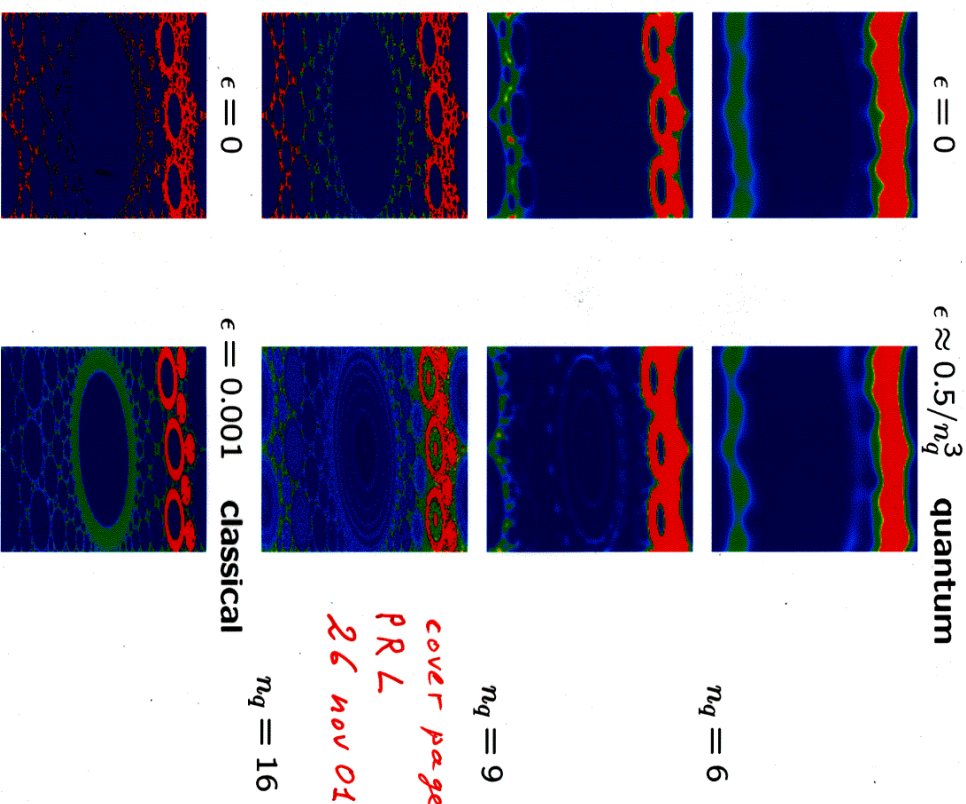 ϵ = 0 ϵ ≈ 0.5/n_q^3 quantum
n_q = 6
n_q = 9
cover page
PRL
26 nov 01
n_q = 16
ϵ = 0 ϵ = 0.001 classical